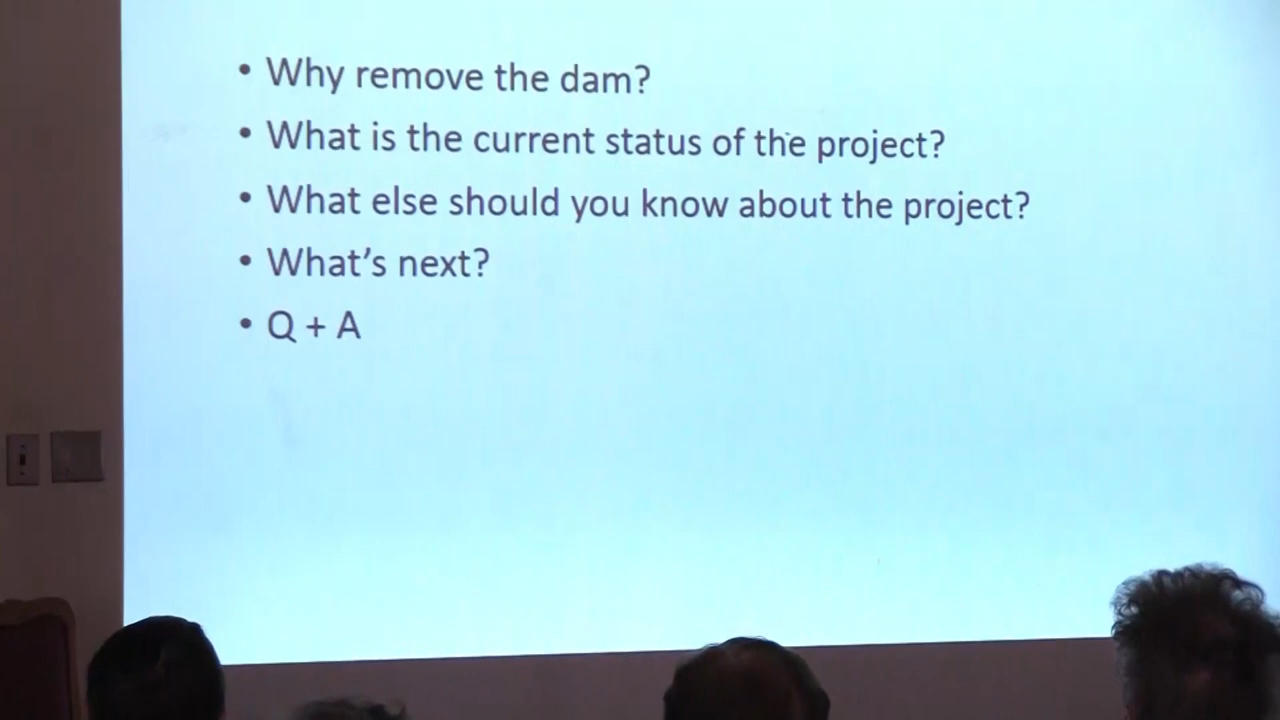 • Why remove the dam?
• What is the current status of the project?
• What else should you know about the project?
• What’s next?
• Q + A